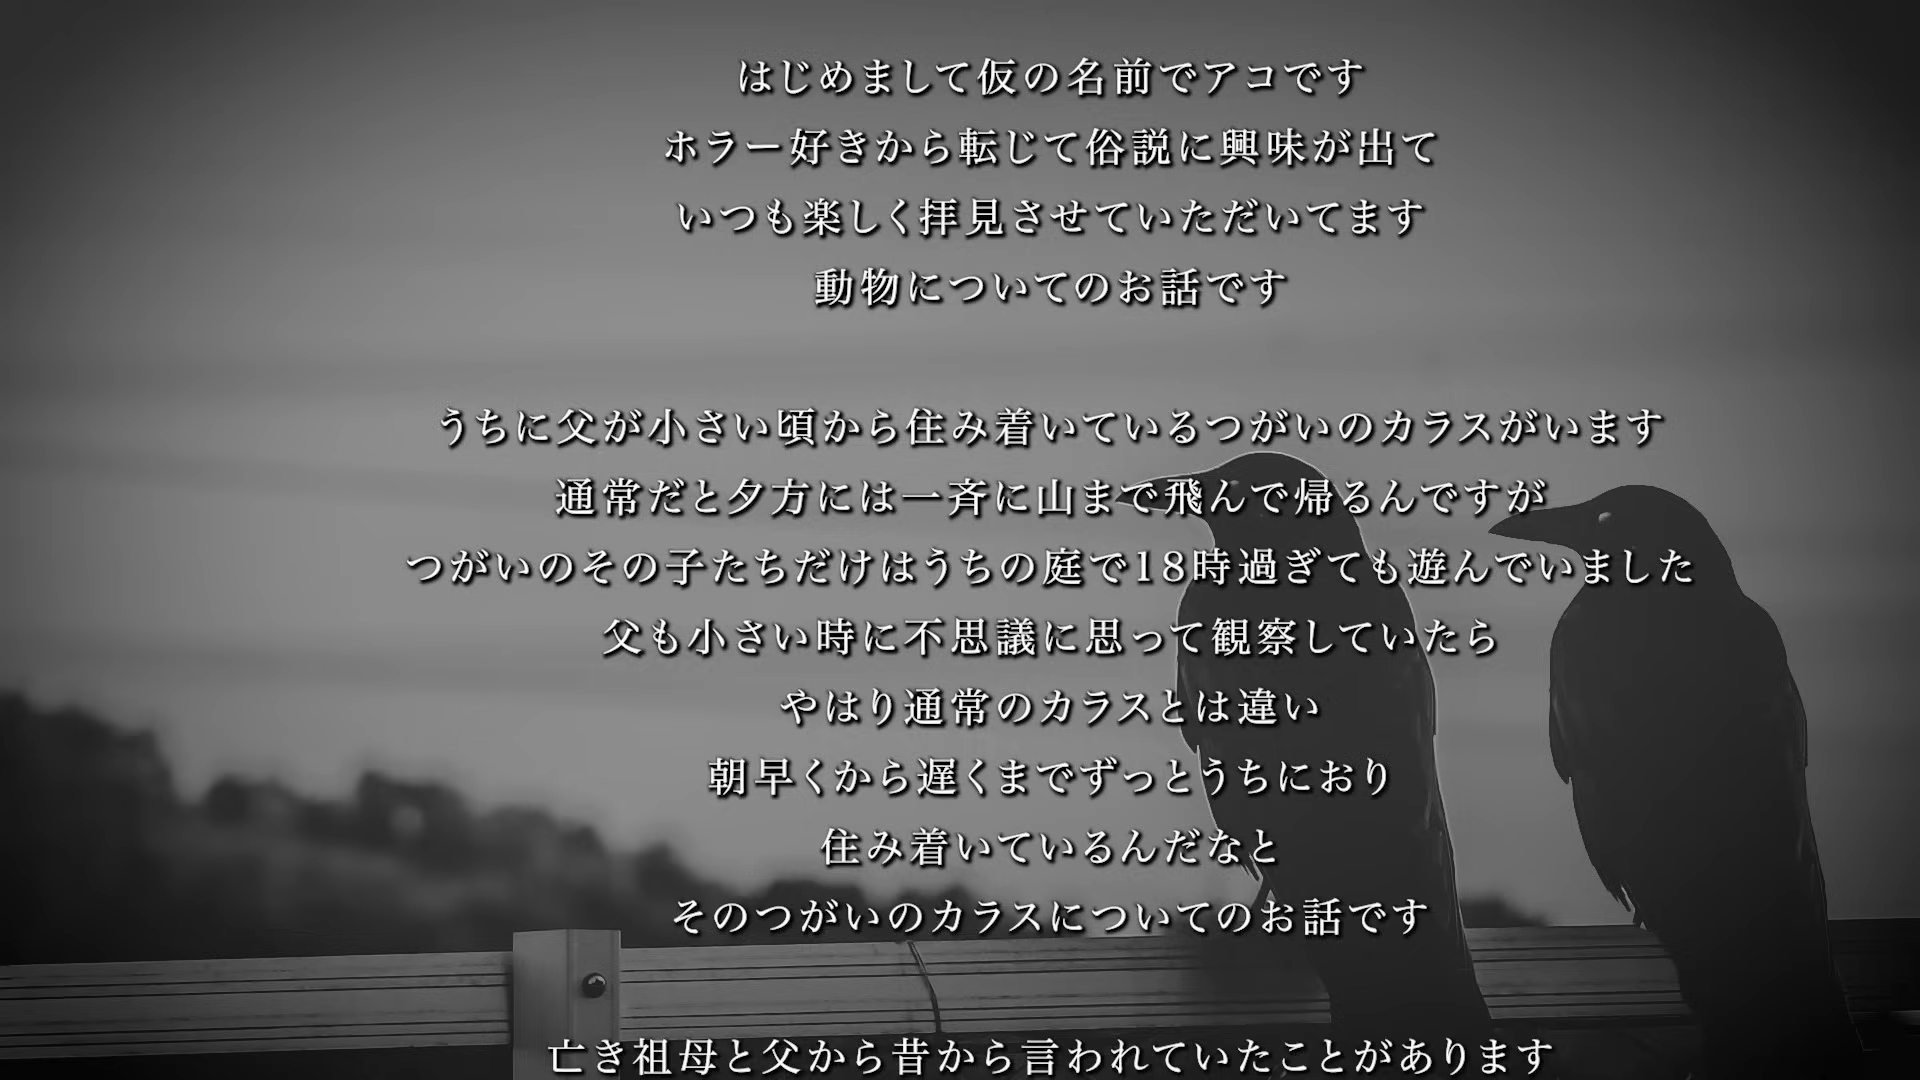 はじめまして仮の名前でアコです
ホラー好きから転じて俗説に興味が出て
いつも楽しく拝見させていただいてます
動物についてのお話です
うちに父が小さい頃から住み着いているつがいのカラスがいます
通常だと夕方には一斉に山まで飛んで帰るんですが
つがいのその子たちだけはうちの庭で18時過ぎても遊んでいました
父も小さい時に不思議に思って観察していたら
やはり通常のカラスとは違い
朝早くから遅くまでずっとうちにおり
住み着いているんだなと
そのつがいのカラスについてのお話です
亡き祖母と父から昔から言われていたことがあります